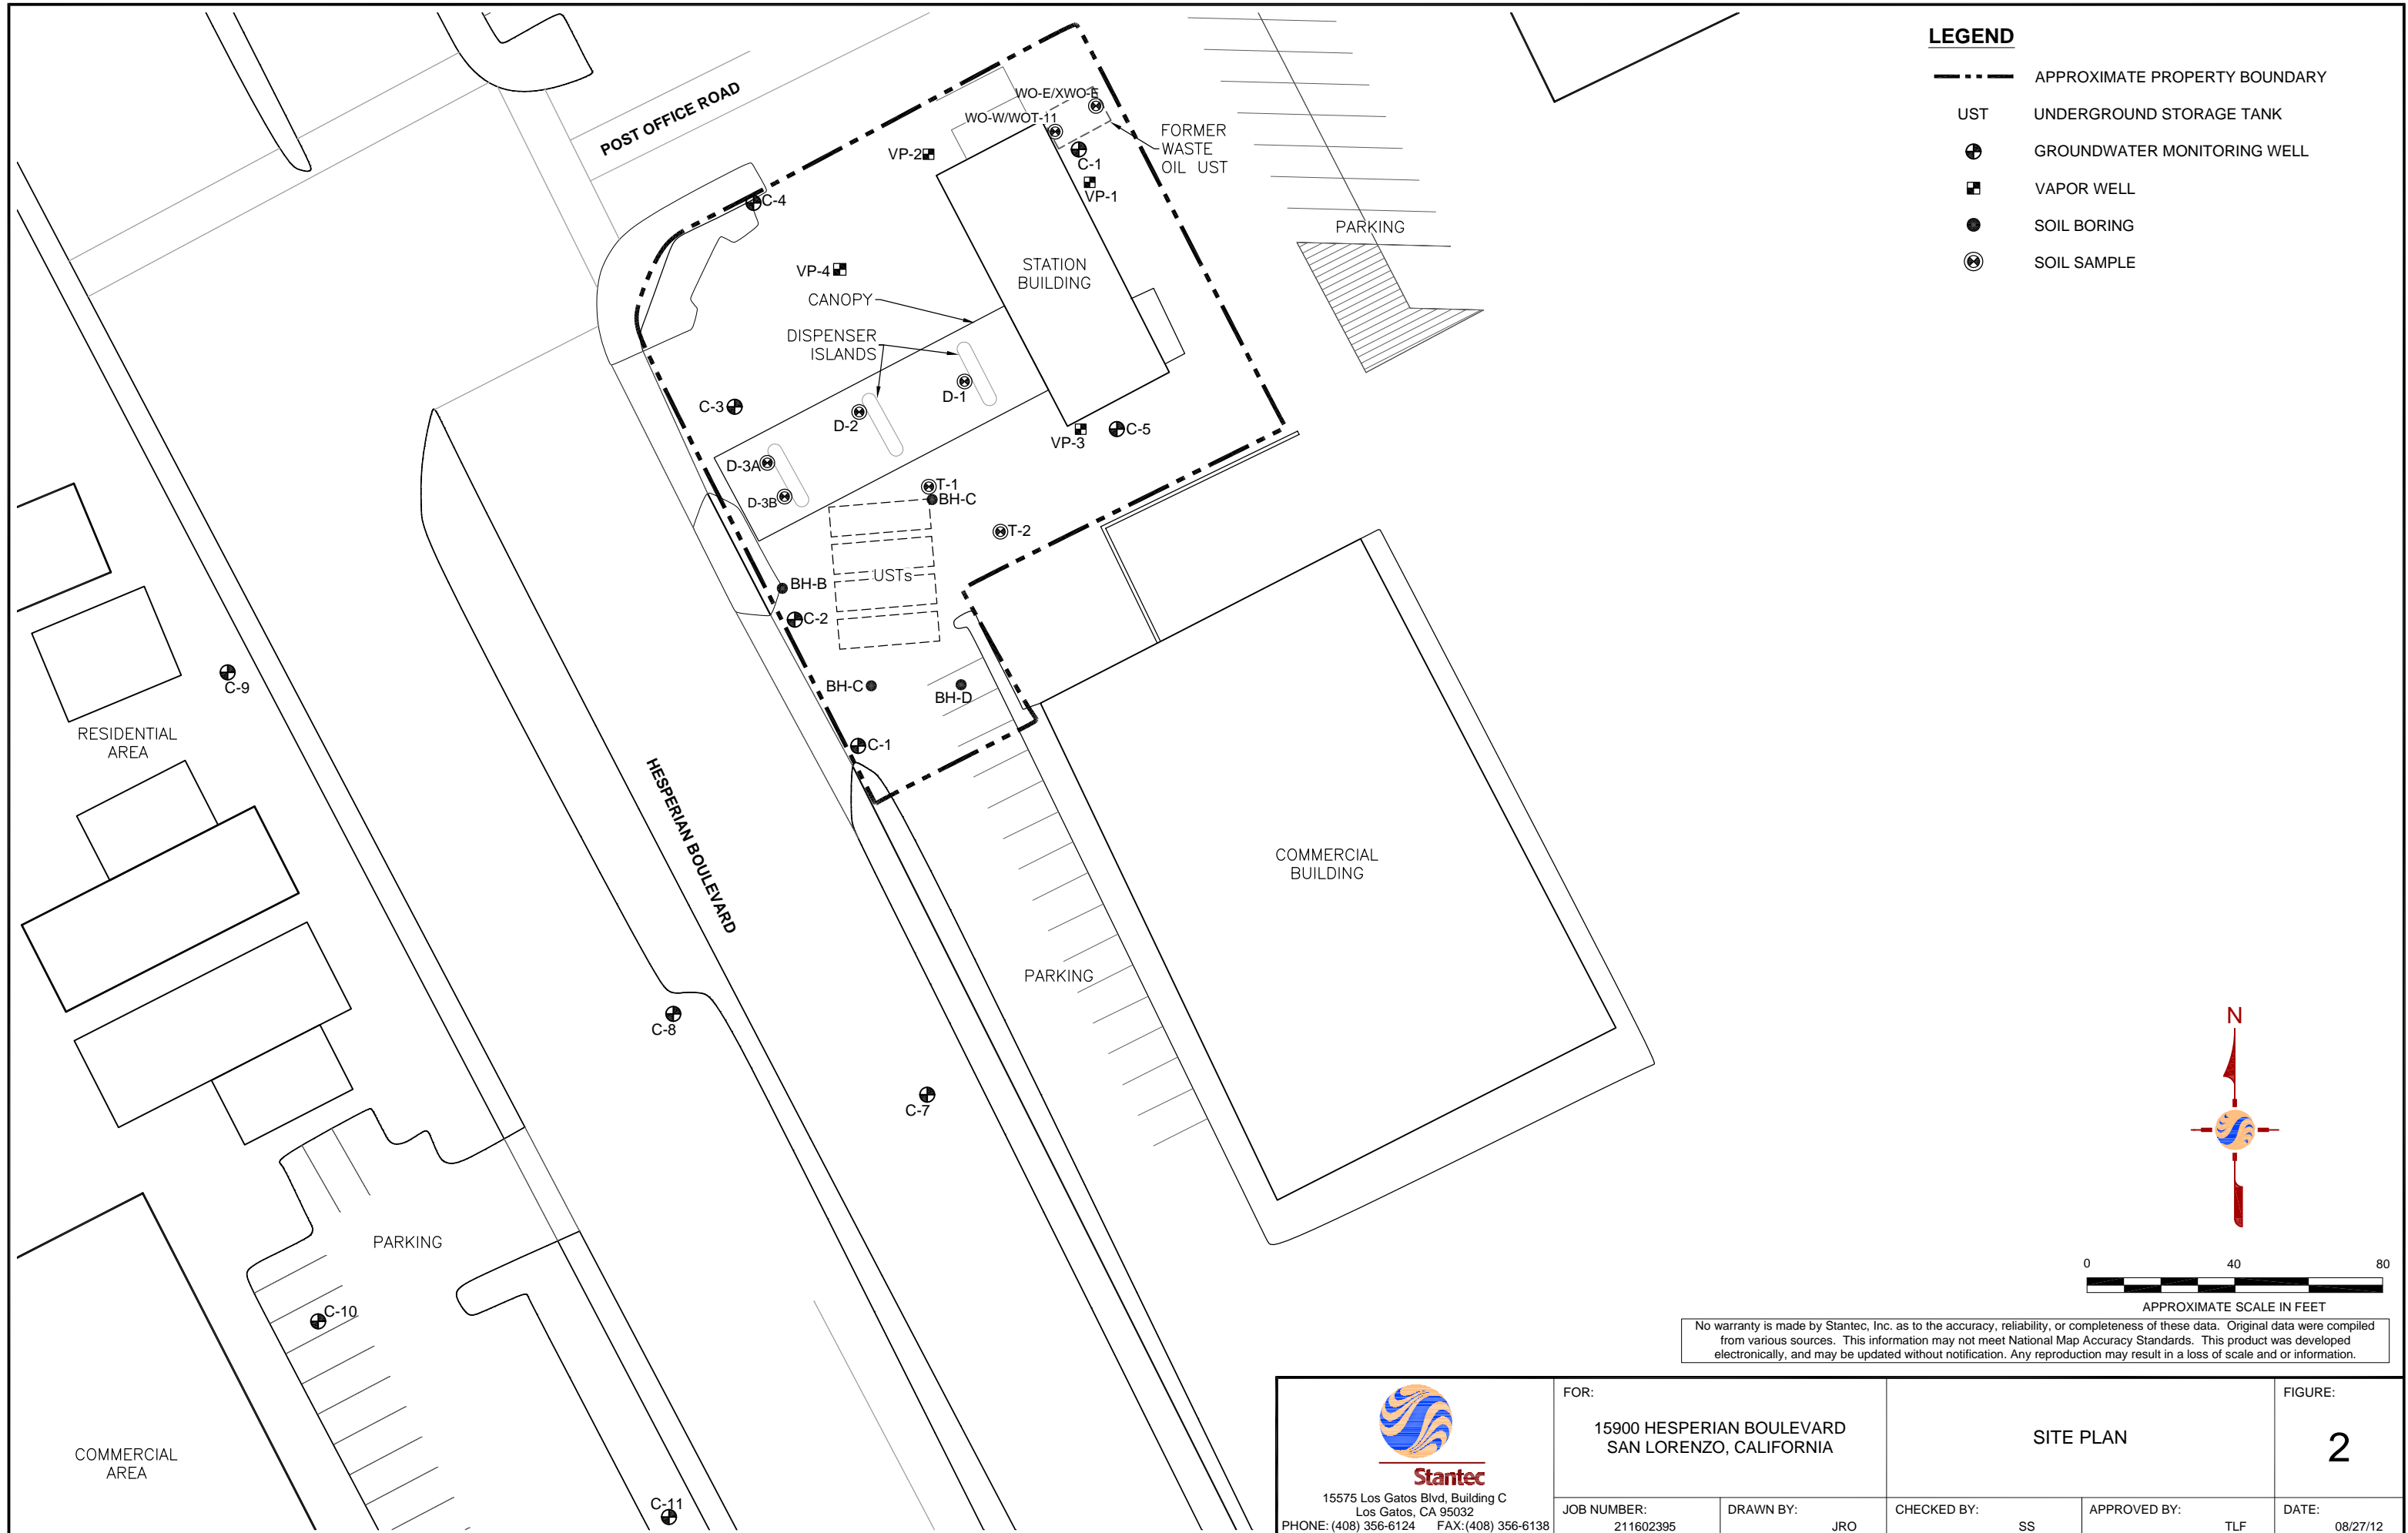 LEGEND
APPROXIMATE PROPERTY BOUNDARY
UST UNDERGROUND STORAGE TANK
GROUNDWATER MONITORING WELL
VAPOR WELL
SOIL BORING
SOIL SAMPLE
POST OFFICE ROAD
WO-E/XWO-E
WO-W/WOT-11
FORMER
WASTE
OIL UST
VP-2
C-1
VP-1
C-4
PARKING
VP-4
STATION
BUILDING
CANOPY
DISPENSER
ISLANDS
D-1
C-3
D-2
VP-3
C-5
D-3A
D-3B
T-1
BH-C
T-2
BH-B
USTs
C-2
C-9
BH-C
BH-D
RESIDENTIAL
AREA
C-1
HESPERIAN BOULEVARD
COMMERCIAL
BUILDING
PARKING
C-8
C-7
N
PARKING
C-10
COMMERCIAL
AREA
C-11
0 40 80
APPROXIMATE SCALE IN FEET
No warranty is made by Stantec, Inc. as to the accuracy, reliability, or completeness of these data. Original data were compiled
from various sources. This information may not meet National Map Accuracy Standards. This product was developed
electronically, and may be updated without notification. Any reproduction may result in a loss of scale and or information.
Stantec
15575 Los Gatos Blvd, Building C
Los Gatos, CA 95032
PHONE: (408) 356-6124 FAX:(408) 356-6138
FOR:
15900 HESPERIAN BOULEVARD
SAN LORENZO, CALIFORNIA
SITE PLAN
FIGURE:
2
JOB NUMBER:
211602395
DRAWN BY:
JRO
CHECKED BY:
SS
APPROVED BY:
TLF
DATE:
08/27/12